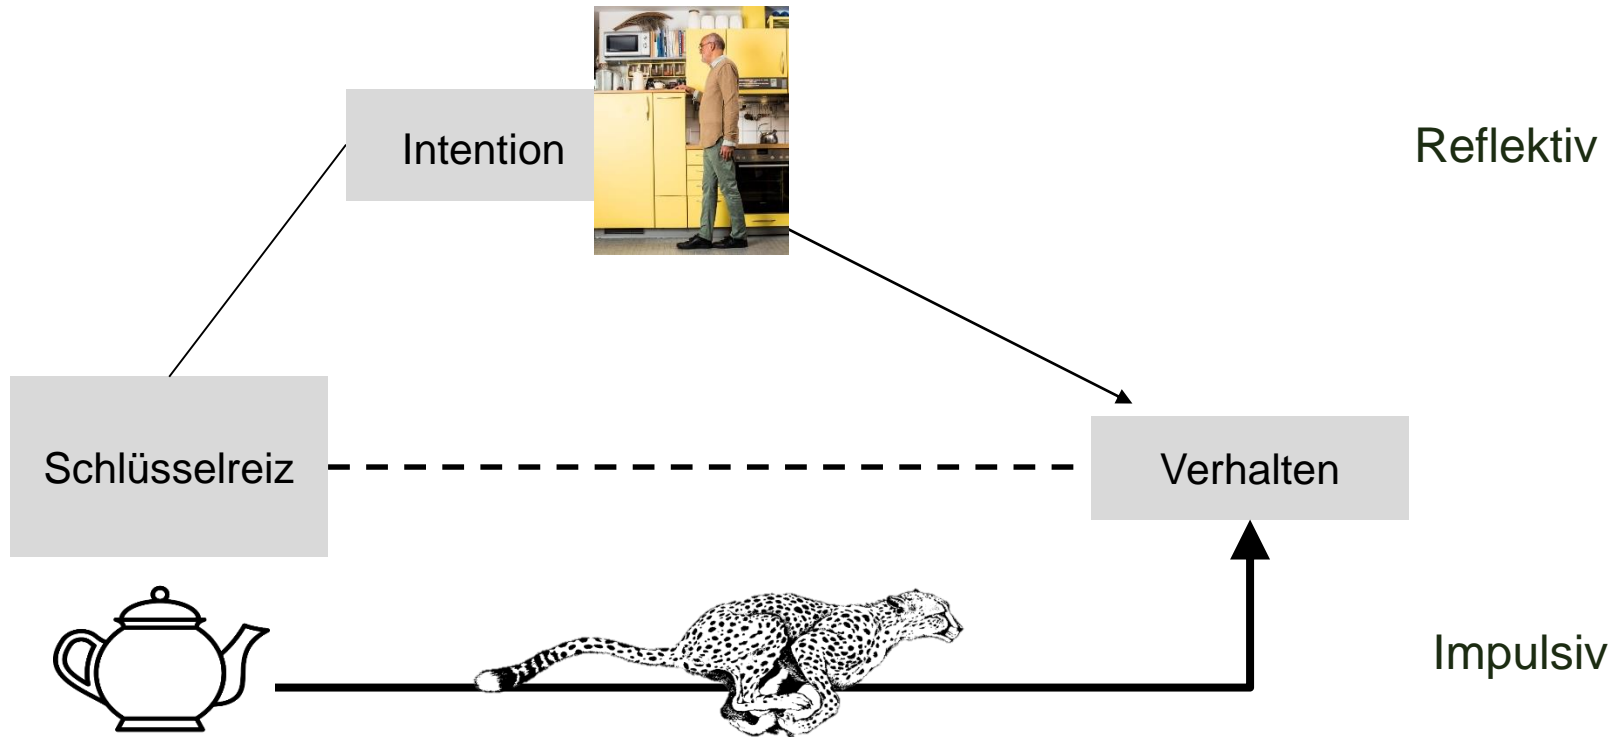 Intention
Reflektiv
Schlüsselreiz
Verhalten
Impulsiv